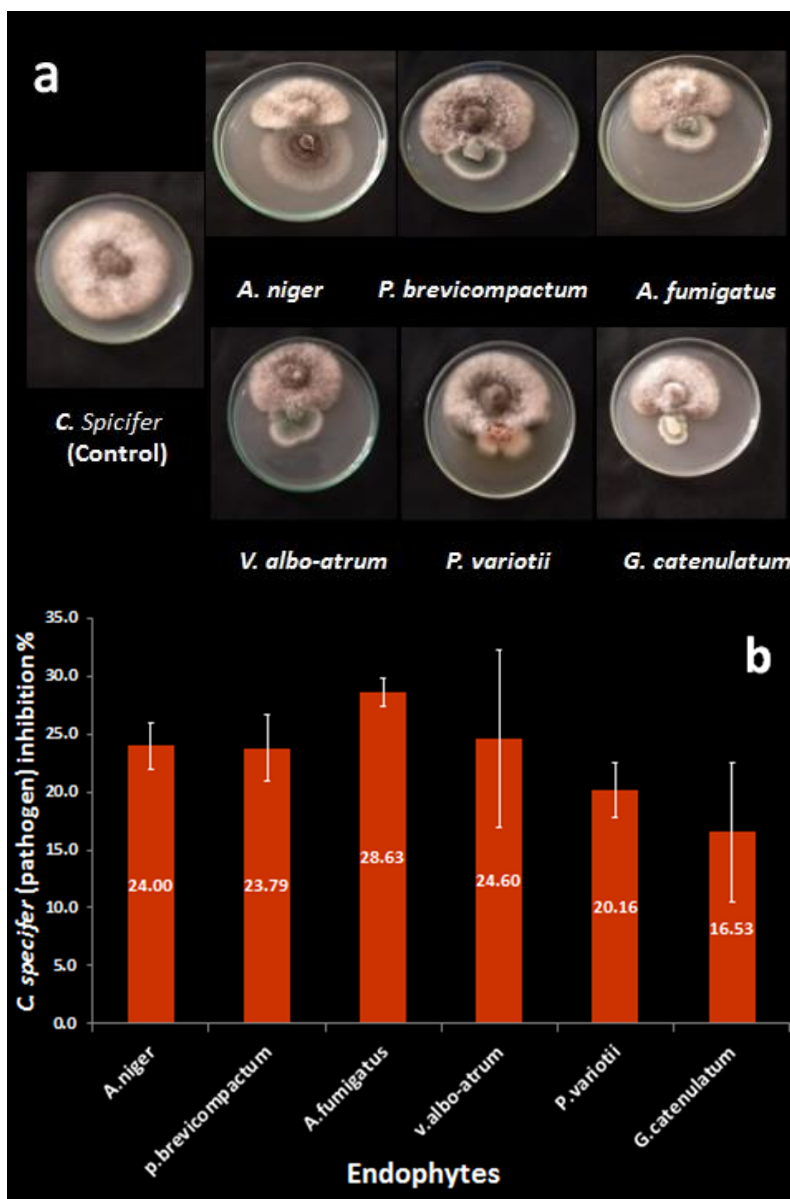 a
A. niger
P. brevicompactum
A. fumigatus
C. Spicifer
(Control)
V. albo-atrum
P. variotii
G. catenulatum
b
C. specifer (pathogen) inhibition %
35.0
30.0
25.0
20.0
15.0
10.0
5.0
0.0
24.00
23.79
28.63
24.60
20.16
16.53
A.niger
p.brevicompactum
A.fumigatus
v.albo-atrum
P.variotii
G.catenulatum
Endophytes